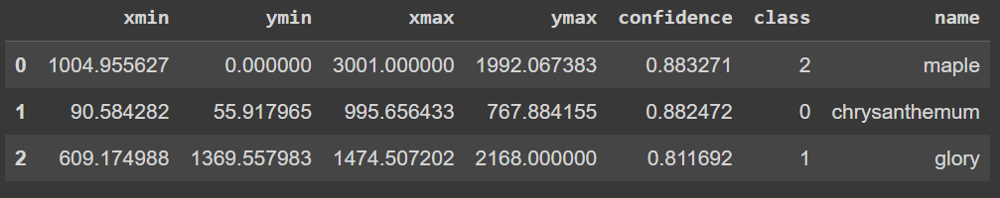 xmin ymin xmax ymax confidence class name
0 1004.955627 0.000000 3001.000000 1992.067383 0.883271 2 maple
1 90.584282 55.917965 995.656433 767.884155 0.882472 0 chrysanthemum
2 609.174988 1369.557983 1474.507202 2168.000000 0.811692 1 glory